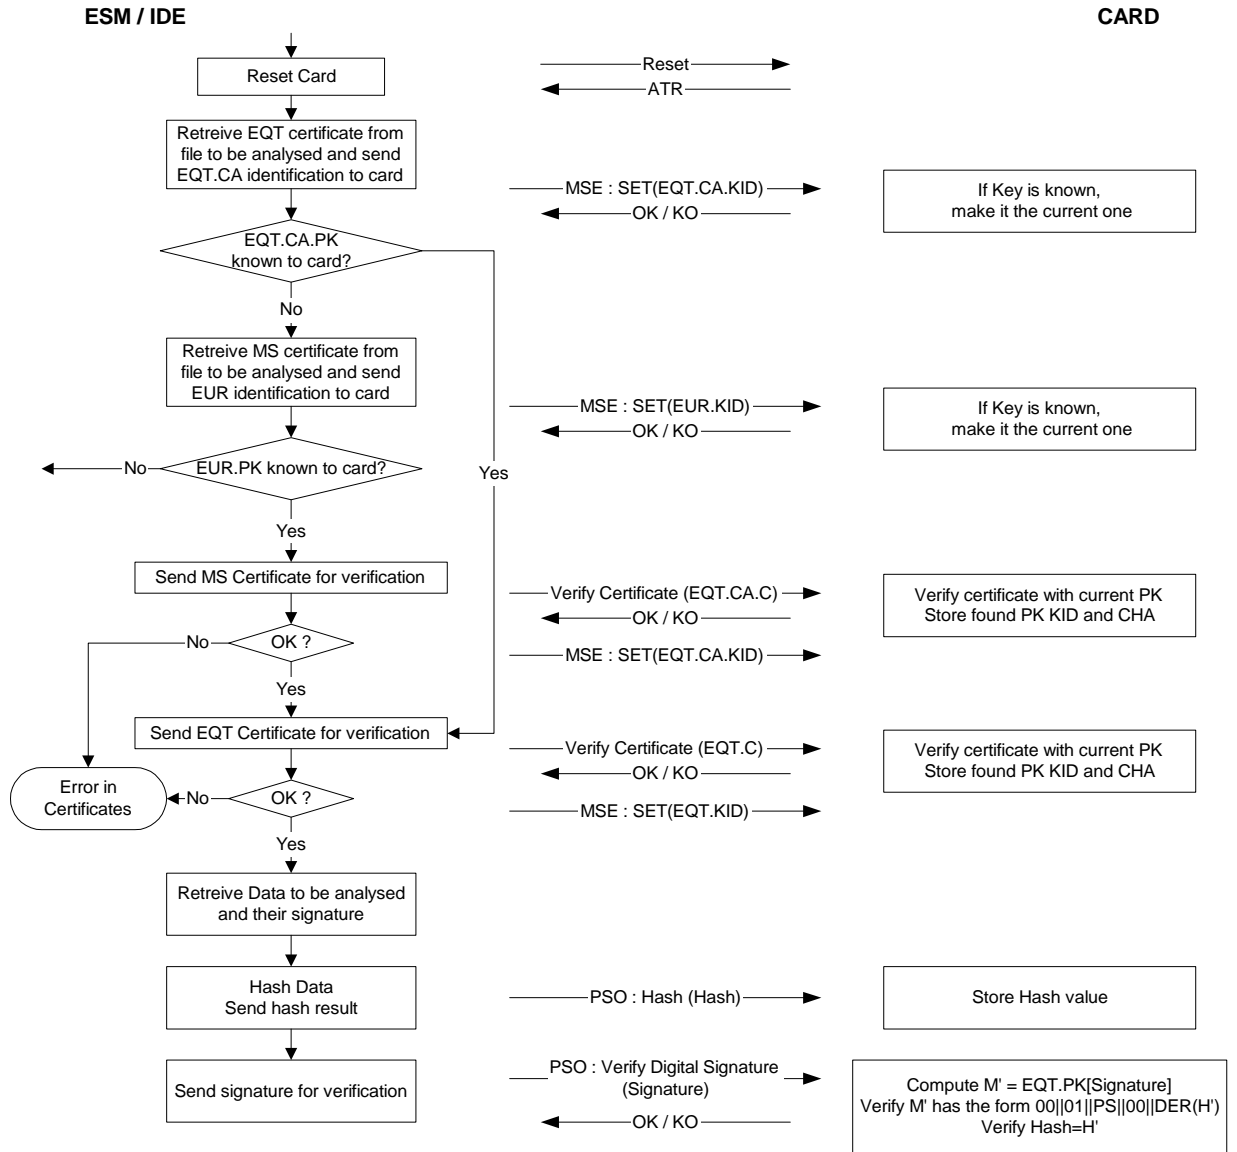 ESM / IDE
CARD
Reset Card
Reset
ATR
Retreive EQT certificate from
file to be analysed and send
EQT.CA identification to card
MSE : SET(EQT.CA.KID)
OK / KO
If Key is known,
make it the current one
EQT.CA.PK
known to card?
No
Yes
Retreive MS certificate from
file to be analysed and send
EUR identification to card
MSE : SET(EUR.KID)
OK / KO
If Key is known,
make it the current one
No
EUR.PK known to card?
Yes
Send MS Certificate for verification
Verify Certificate (EQT.CA.C)
OK / KO
MSE : SET(EQT.CA.KID)
Verify certificate with current PK
Store found PK KID and CHA
No
OK ?
Yes
Send EQT Certificate for verification
Verify Certificate (EQT.C)
OK / KO
MSE : SET(EQT.KID)
Verify certificate with current PK
Store found PK KID and CHA
Error in
Certificates
No
OK ?
Yes
Retreive Data to be analysed
and their signature
Hash Data
Send hash result
PSO : Hash (Hash)
Store Hash value
Send signature for verification
PSO : Verify Digital Signature
(Signature)
OK / KO
Compute M' = EQT.PK[Signature]
Verify M' has the form 00||01||PS||00||DER(H')
Verify Hash=H'